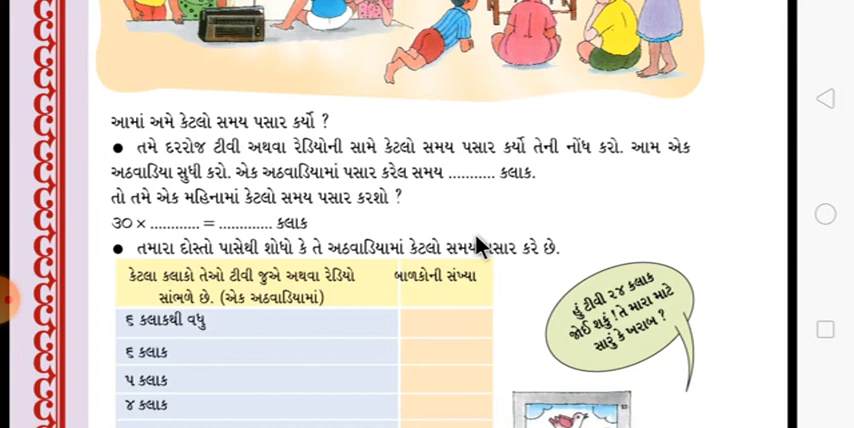 આમાં અમે કેટલો સમય પસાર કર્યો ?
● તમે દરરોજ ટીવી અથવા રેડિયોની સામે કેટલો સમય પસાર કર્યો તેની નોંધ કરો. આમ એક
અઠવાડિયા સુધી કરો. એક અઠવાડિયામાં પસાર કરેલ સમય ........... કલાક.
તો તમે એક મહિનામાં કેટલો સમય પસાર કરશો ?
૩૦ × ............ = ............. કલાક
● તમારા દોસ્તો પાસેથી શોધો કે તે અઠવાડિયામાં કેટલો સમય પસાર કરે છે.
કેટલા કલાકો તેઓ ટીવી જુએ અથવા રેડિયો
સાંભળે છે. (એક અઠવાડિયામાં)
બાળકોની સંખ્યા
૬ કલાકથી વધુ
૬ કલાક
૫ કલાક
૪ કલાક
હું ટીવી ૨૪ કલાક
જોઈ શકું ! તે મારા માટે
સારું કે ખરાબ ?